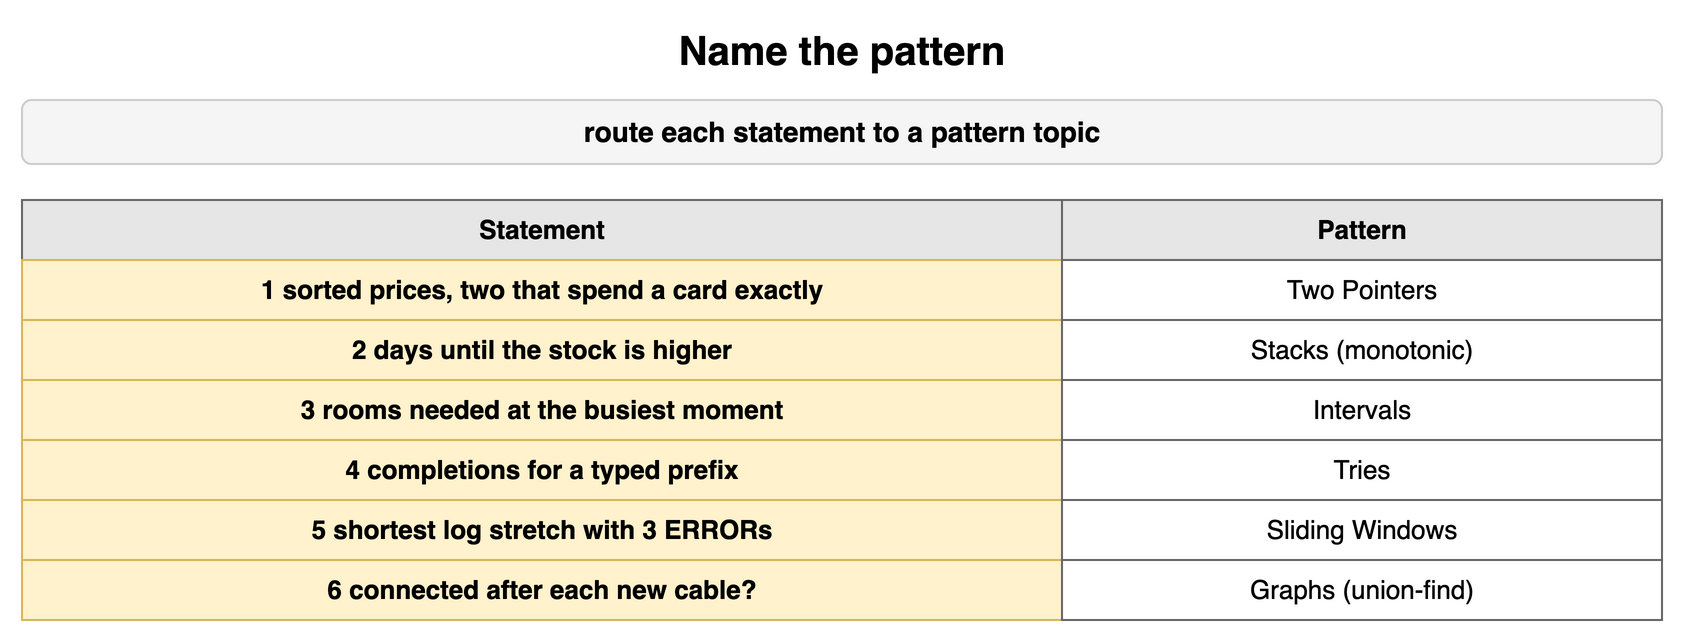 Name the pattern
route each statement to a pattern topic
Statement Pattern
1 sorted prices, two that spend a card exactly Two Pointers
2 days until the stock is higher Stacks (monotonic)
3 rooms needed at the busiest moment Intervals
4 completions for a typed prefix Tries
5 shortest log stretch with 3 ERRORs Sliding Windows
6 connected after each new cable? Graphs (union-find)